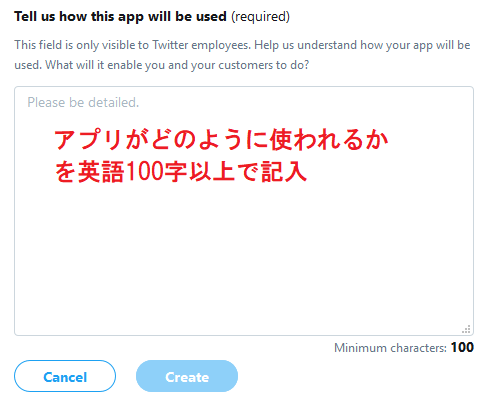 Tell us how this app will be used (required)
This field is only visible to Twitter employees. Help us understand how your app will be
used. What will it enable you and your customers to do?
Please be detailed.
アプリがどのように使われるか
を英語100字以上で記入
Minimum characters: 100
Cancel
Create